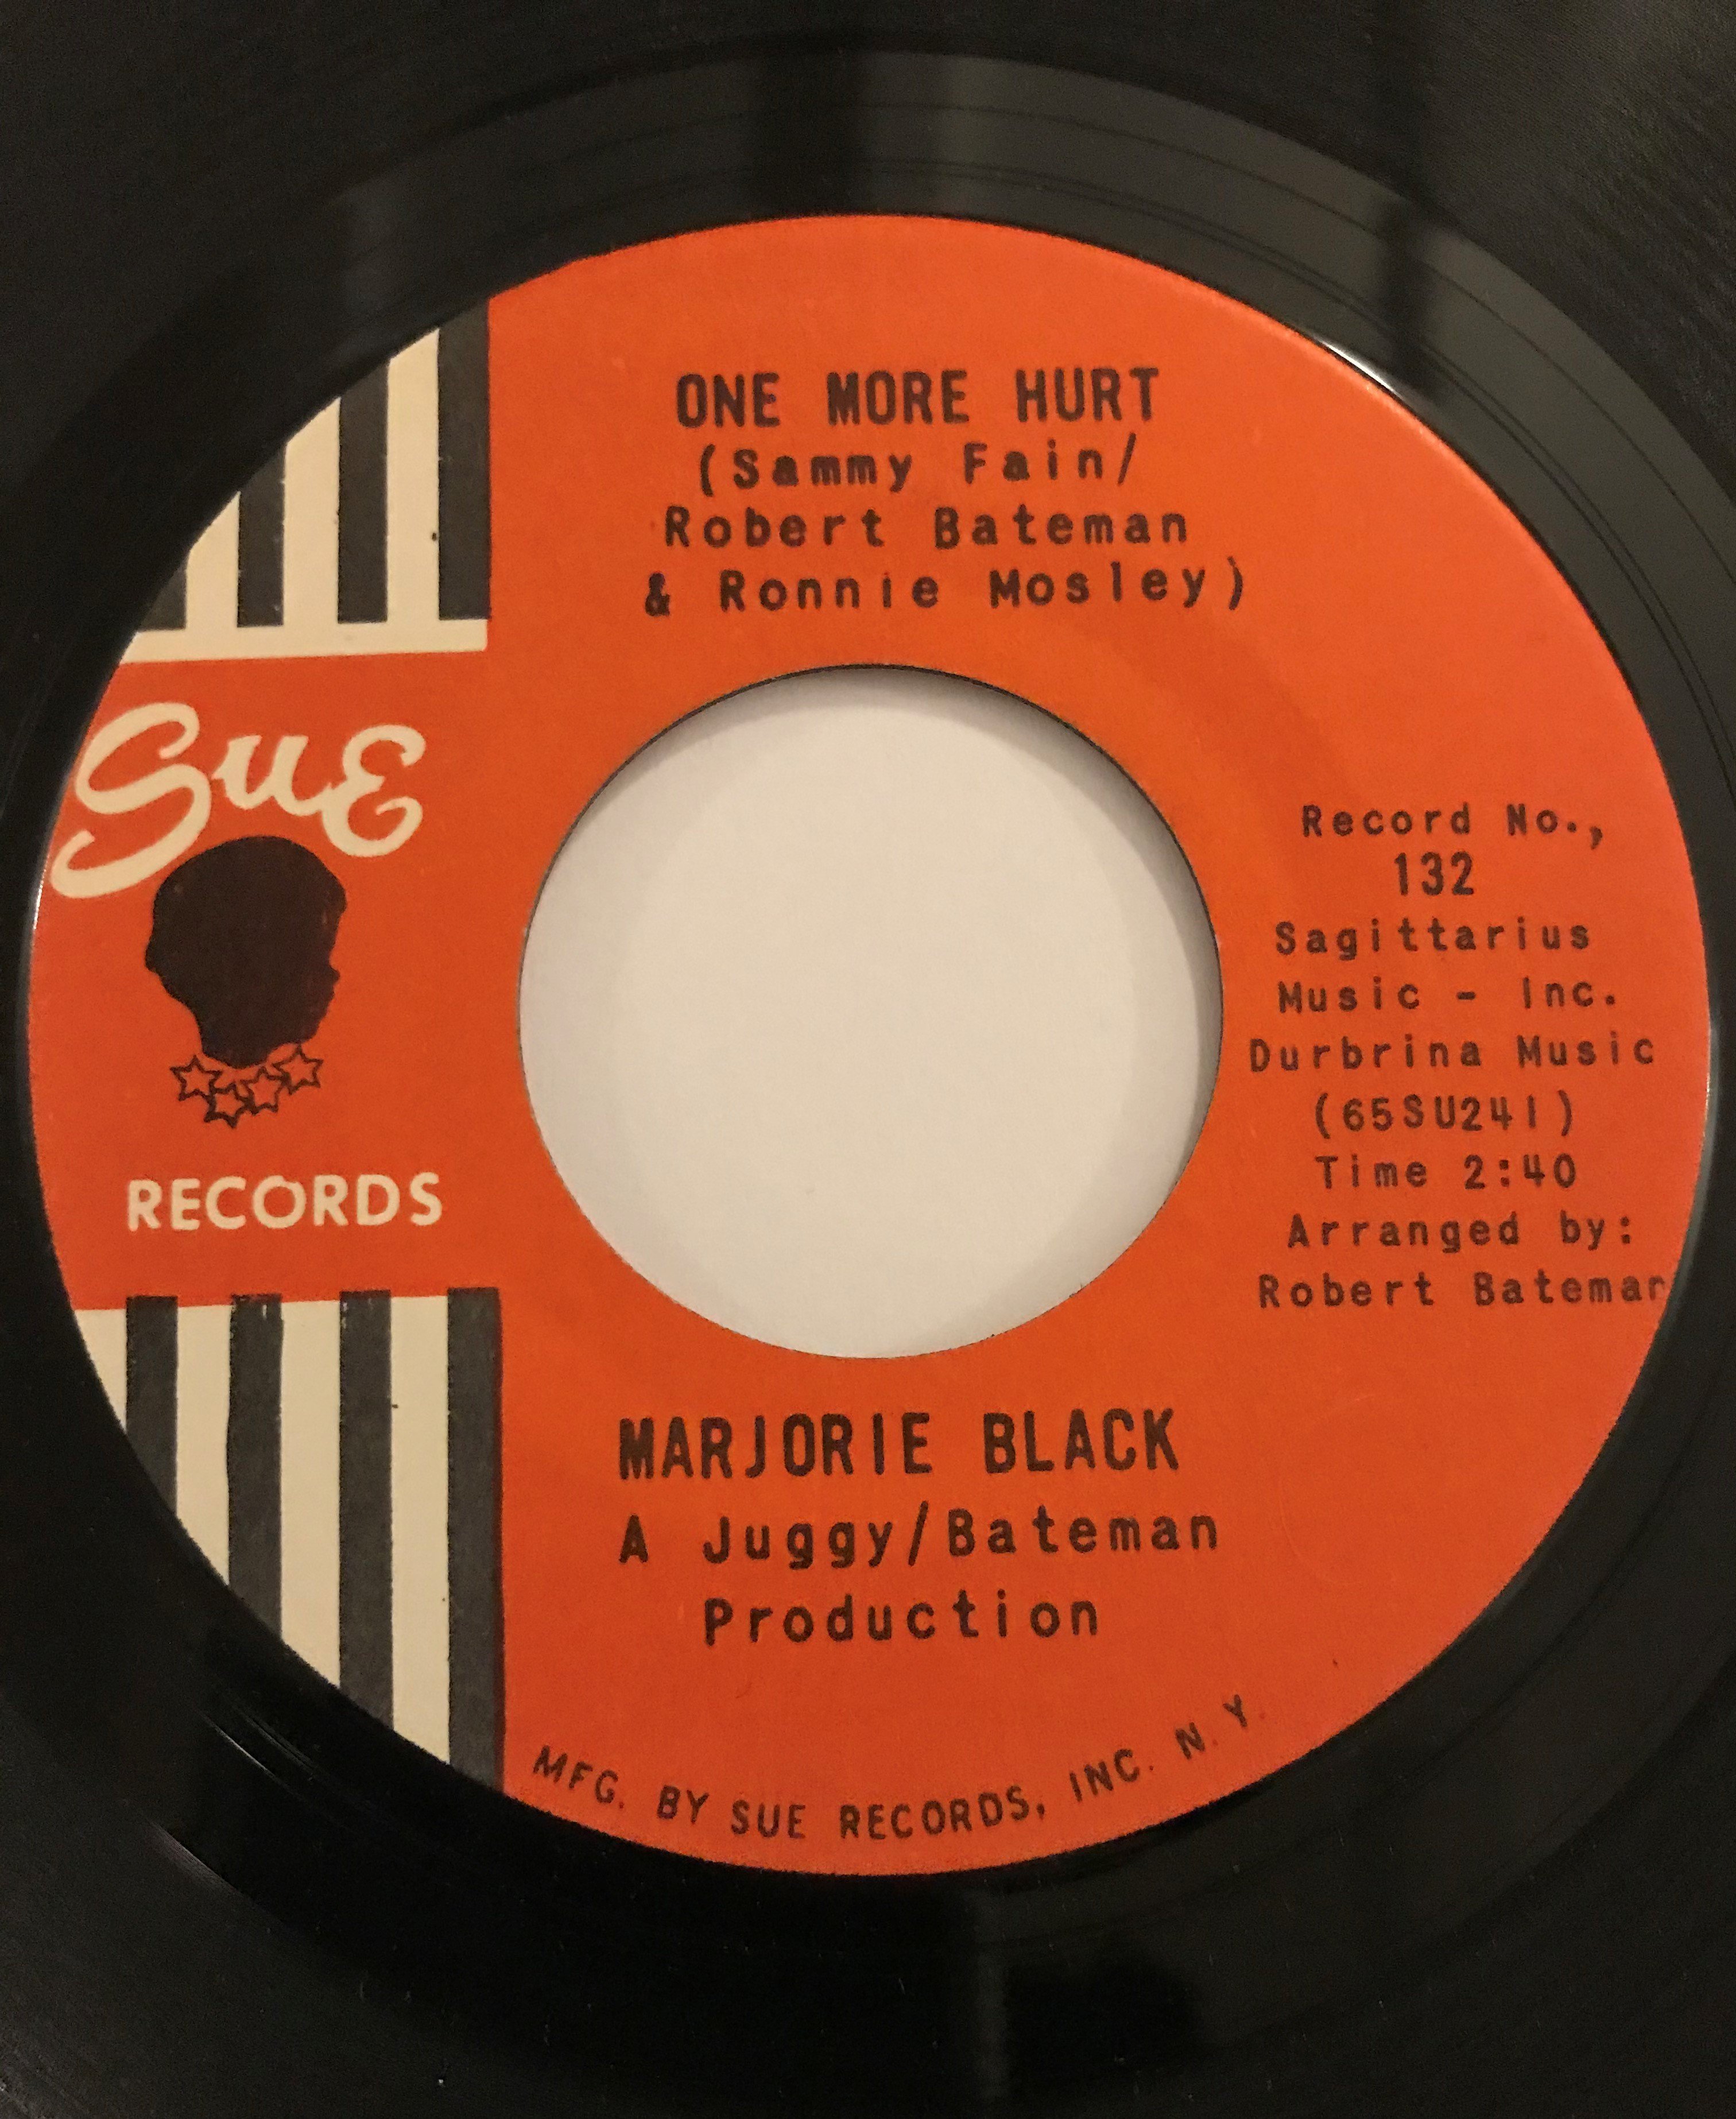 ONE MORE HURT
(Sammy Fain/
Robert Bateman
& Ronnie Mosley)
SuE
RECORDS
Record No.,
132
Sagittarius
Music - Inc.
Durbrina Music
(65SU241)
Time 2:40
Arranged by:
Robert Bateman
MARJORIE BLACK
A Juggy/Bateman
Production
MFG. BY SUE RECORDS, INC. N. Y.